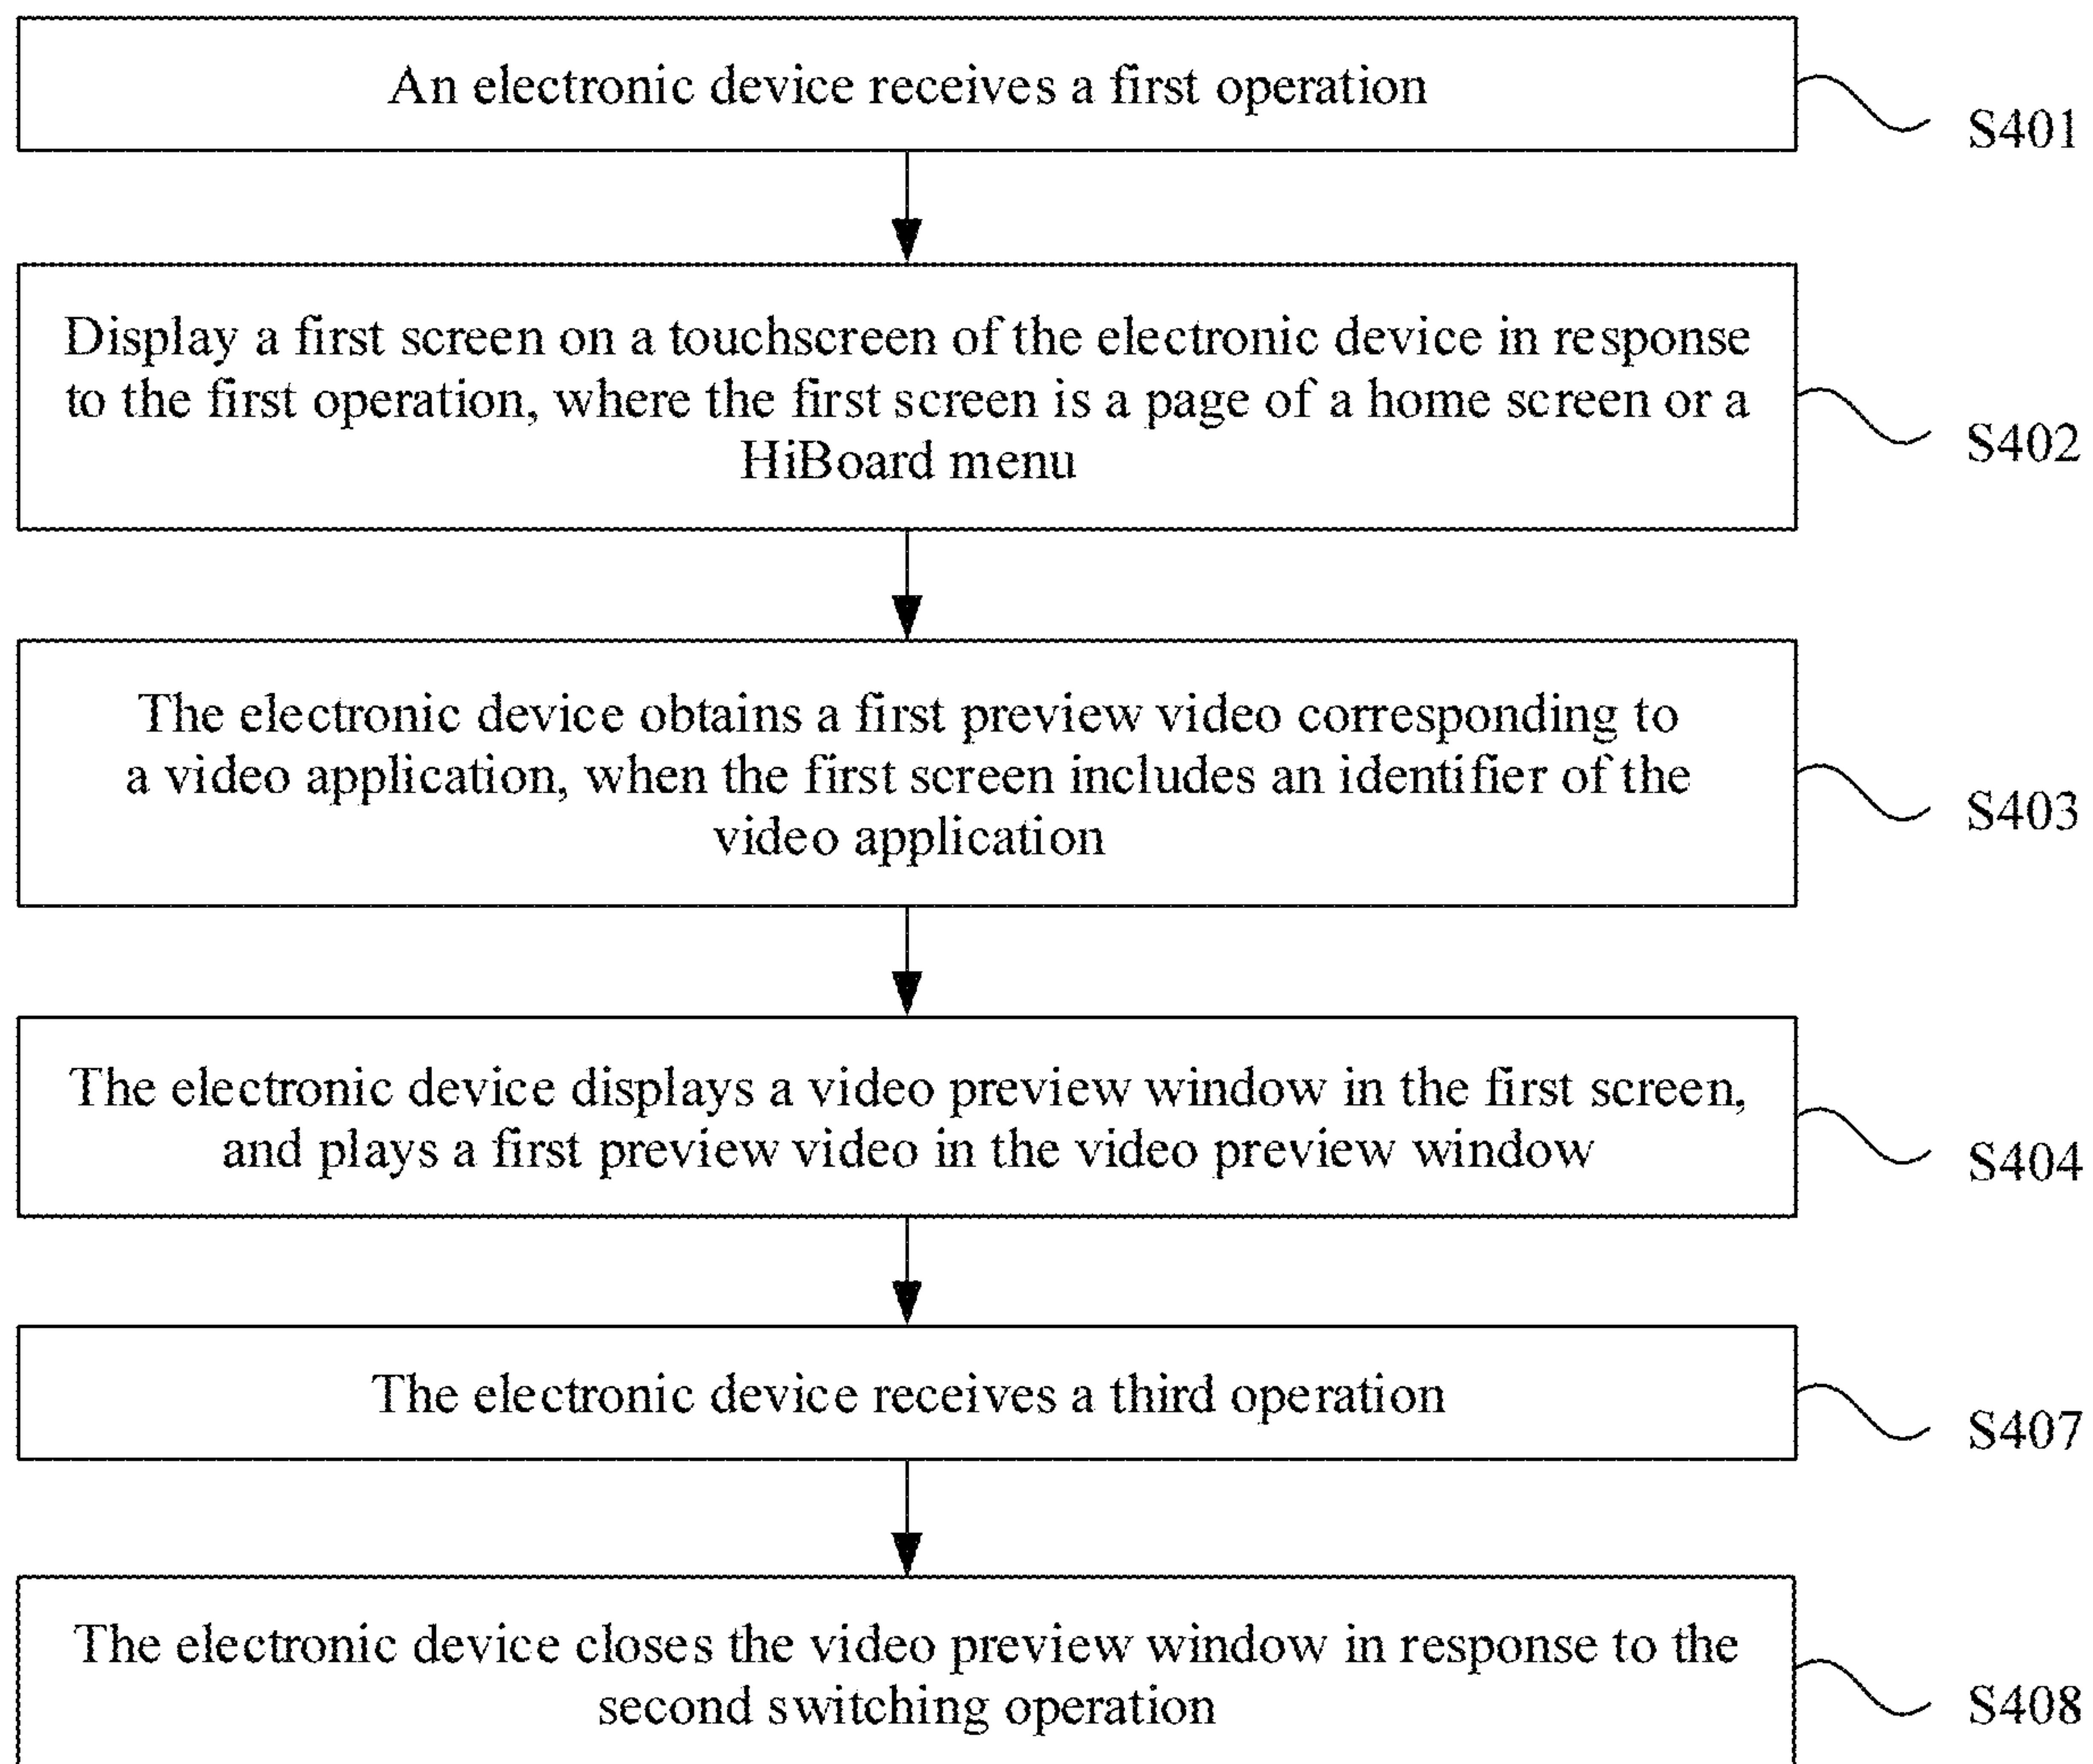 An electronic device receives a first operation
S401
Display a first screen on a touchscreen of the electronic device in response
to the first operation, where the first screen is a page of a home screen or a
HiBoard menu
S402
The electronic device obtains a first preview video corresponding to
a video application, when the first screen includes an identifier of the
video application
S403
The electronic device displays a video preview window in the first screen,
and plays a first preview video in the video preview window
S404
The electronic device receives a third operation
S407
The electronic device closes the video preview window in response to the
second switching operation
S408